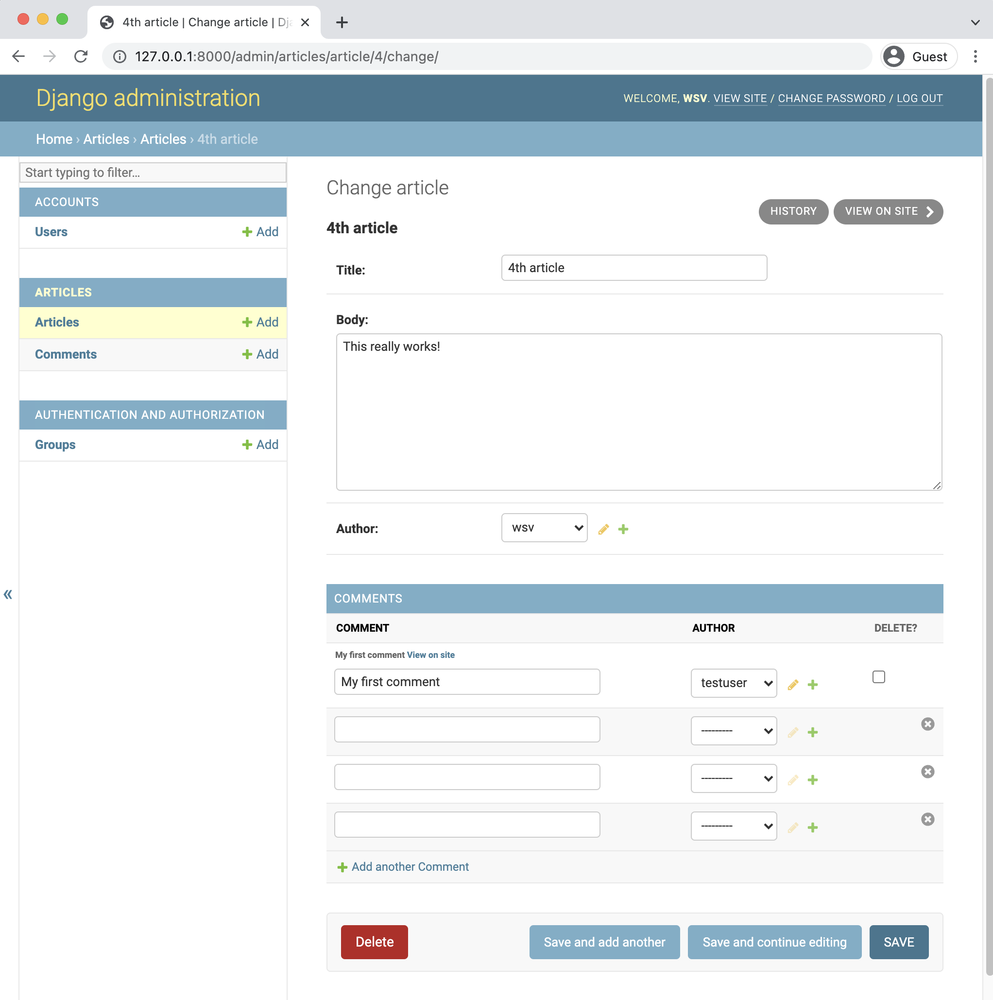 4th article | Change article | Dja
127.0.0.1:8000/admin/articles/article/4/change/
Guest
Django administration
WELCOME, WSV. VIEW SITE / CHANGE PASSWORD / LOG OUT
Home › Articles › Articles › 4th article
Start typing to filter...
ACCOUNTS
Users Add
ARTICLES
Articles Add
Comments Add
AUTHENTICATION AND AUTHORIZATION
Groups Add
«
Change article
HISTORY
VIEW ON SITE
4th article
Title: 4th article
Body:
This really works!
Author: wsv
COMMENTS
COMMENT AUTHOR DELETE?
My first comment View on site
My first comment testuser
---------
---------
---------
Add another Comment
Delete Save and add another Save and continue editing SAVE